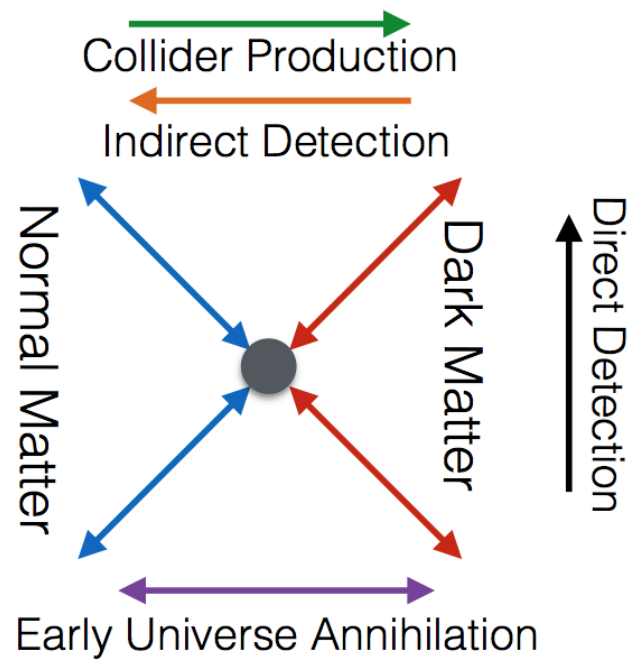 Collider Production
Indirect Detection
Normal Matter
Dark Matter
Direct Detection
Early Universe Annihilation